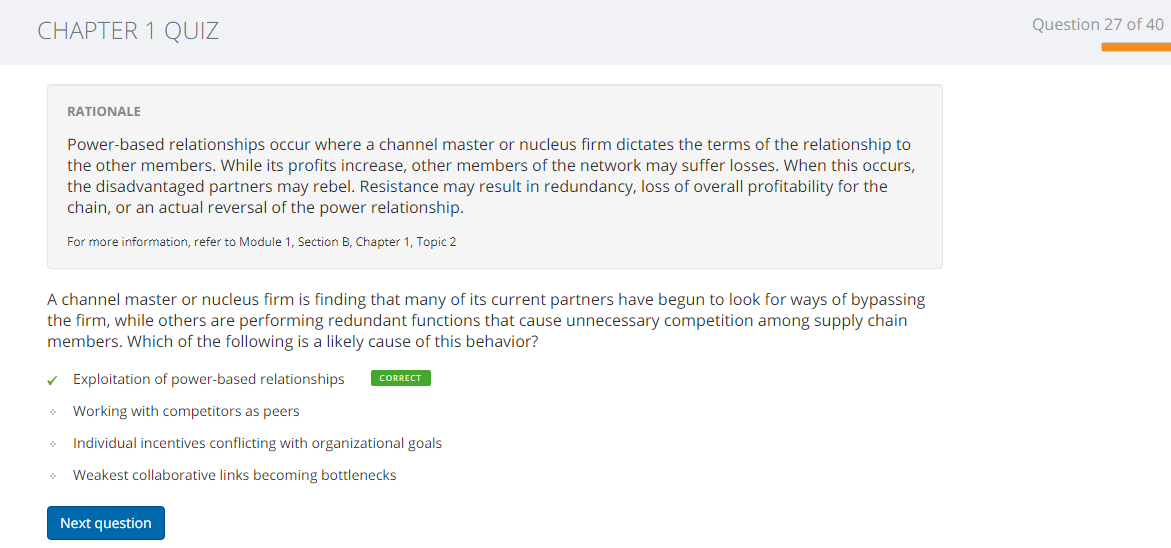 CHAPTER 1 QUIZ
Question 27 of 40
RATIONALE
Power-based relationships occur where a channel master or nucleus firm dictates the terms of the relationship to
the other members. While its profits increase, other members of the network may suffer losses. When this occurs,
the disadvantaged partners may rebel. Resistance may result in redundancy, loss of overall profitability for the
chain, or an actual reversal of the power relationship.
For more information, refer to Module 1, Section B, Chapter 1, Topic 2
A channel master or nucleus firm is finding that many of its current partners have begun to look for ways of bypassing
the firm, while others are performing redundant functions that cause unnecessary competition among supply chain
members. Which of the following is a likely cause of this behavior?
Exploitation of power-based relationships CORRECT
Working with competitors as peers
Individual incentives conflicting with organizational goals
Weakest collaborative links becoming bottlenecks
Next question